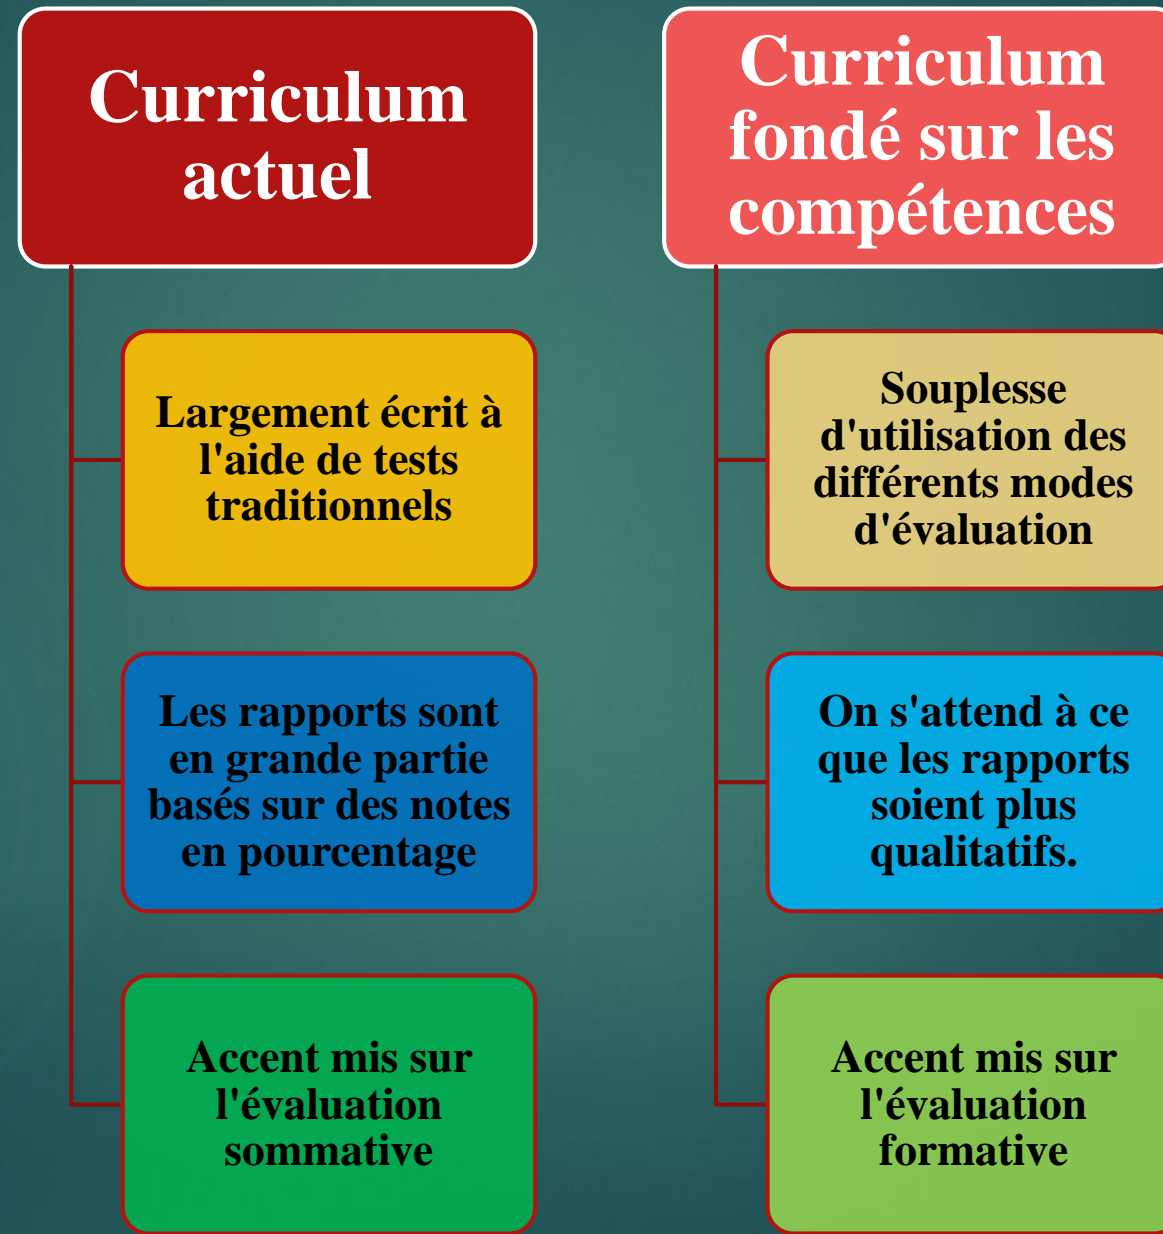 Curriculum
actuel
Largement écrit à
l'aide de tests
traditionnels
Les rapports sont
en grande partie
basés sur des notes
en pourcentage
Accent mis sur
l'évaluation
sommative
Curriculum
fondé sur les
compétences
Souplesse
d'utilisation des
différents modes
d'évaluation
On s'attend à ce
que les rapports
soient plus
qualitatifs.
Accent mis sur
l'évaluation
formative